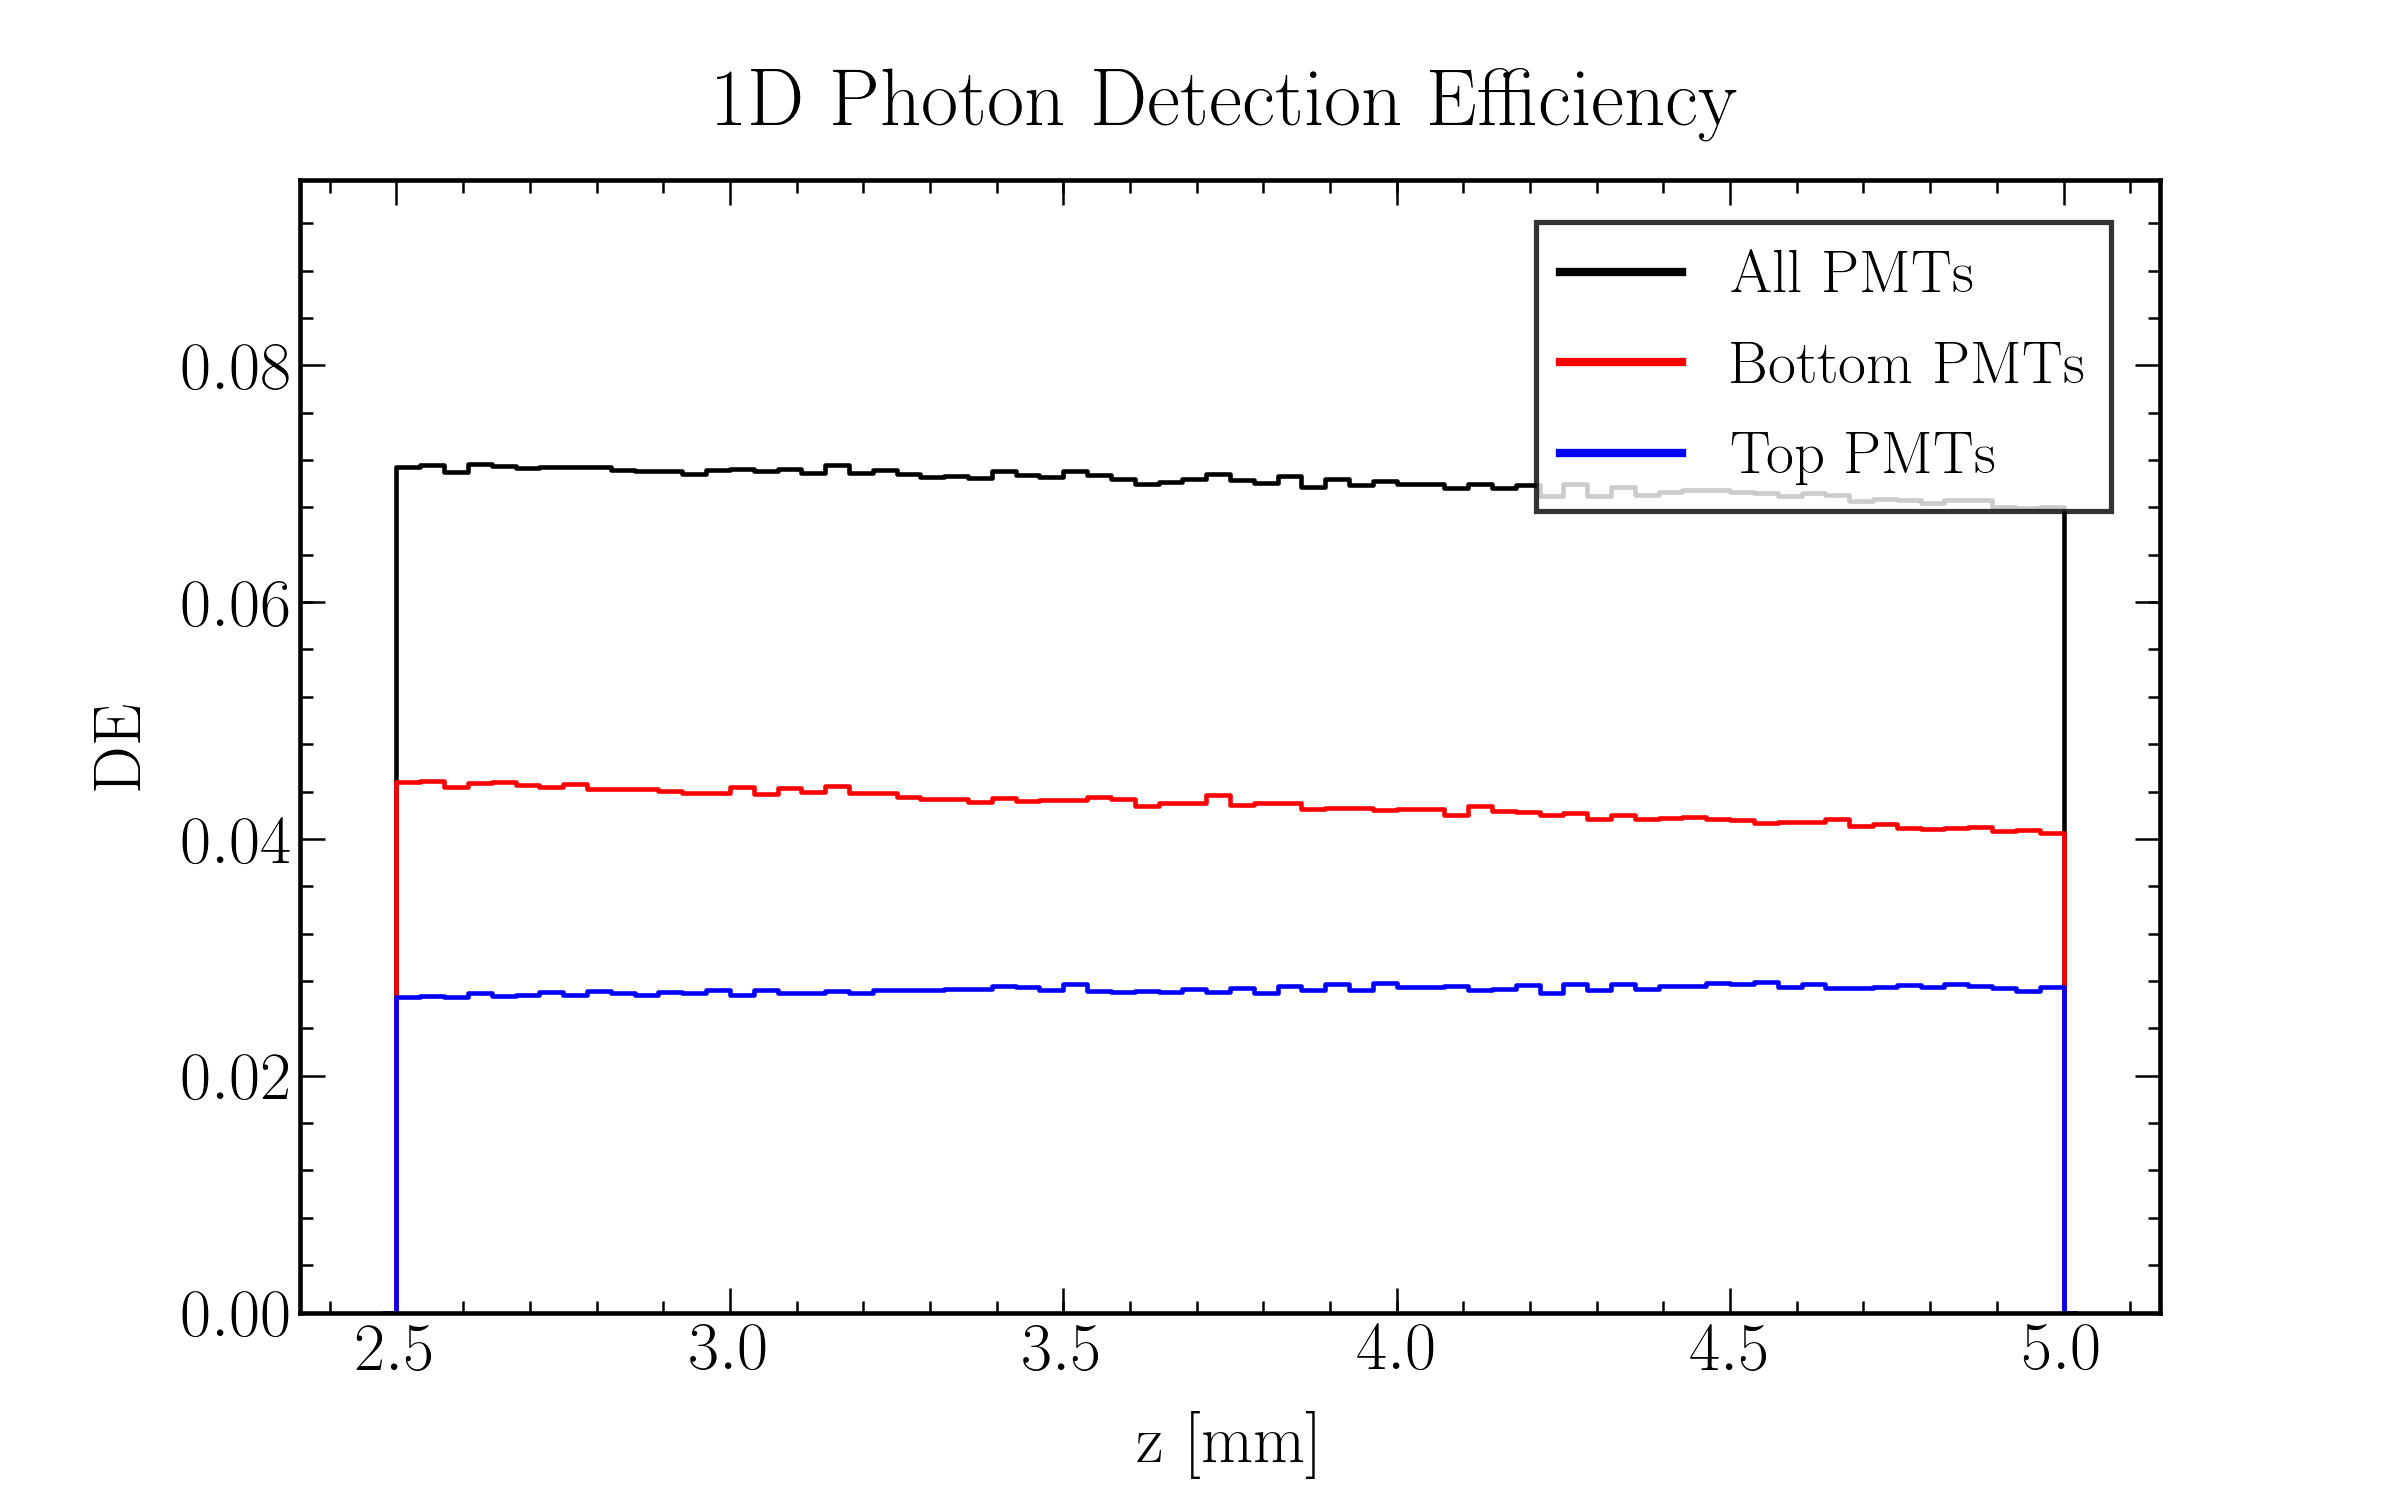 1D Photon Detection Efficiency
All PMTs
Bottom PMTs
Top PMTs
DE
0.08
0.06
0.04
0.02
0.00
2.5 3.0 3.5 4.0 4.5 5.0
z [mm]